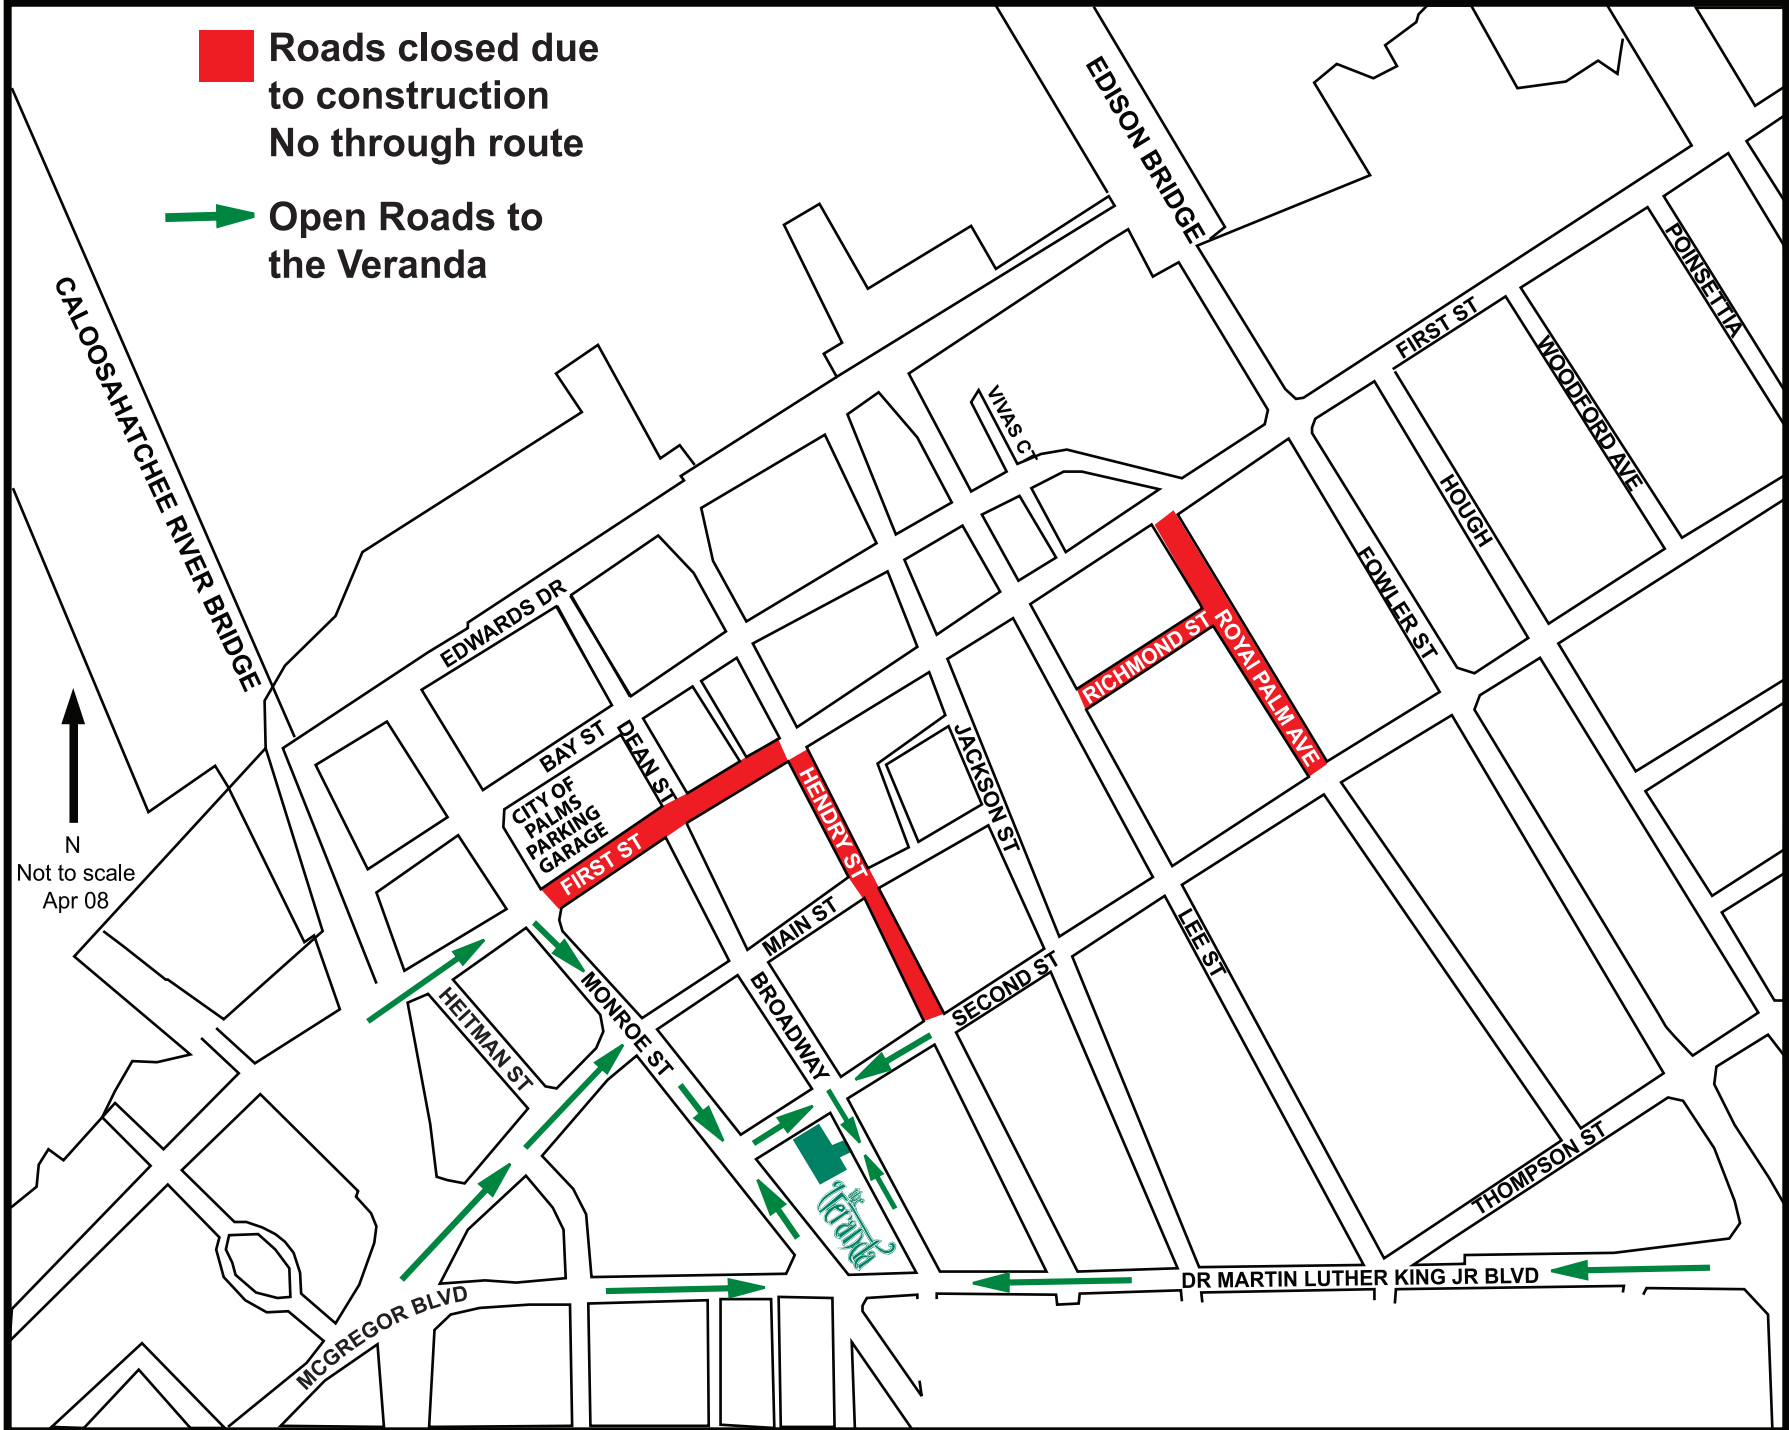 Roads closed due
to construction
No through route
Open Roads to
the Veranda
EDISON BRIDGE
CALOOSAHATCHEE RIVER BRIDGE
POINSETTIA
FIRST ST
WOODFORD AVE
VIVAS CT
HOUGH
FOWLER ST
EDWARDS DR
ROYAl PALM AVE
RICHMOND ST
BAY ST
DEAN ST
JACKSON ST
CITY OF
PALMS
PARKING
GARAGE
FIRST ST
HENDRY ST
N
Not to scale
Apr 08
MAIN ST
LEE ST
SECOND ST
BROADWAY
MONROE ST
HEITMAN ST
THOMPSON ST
the
Veranda
DR MARTIN LUTHER KING JR BLVD
MCGREGOR BLVD